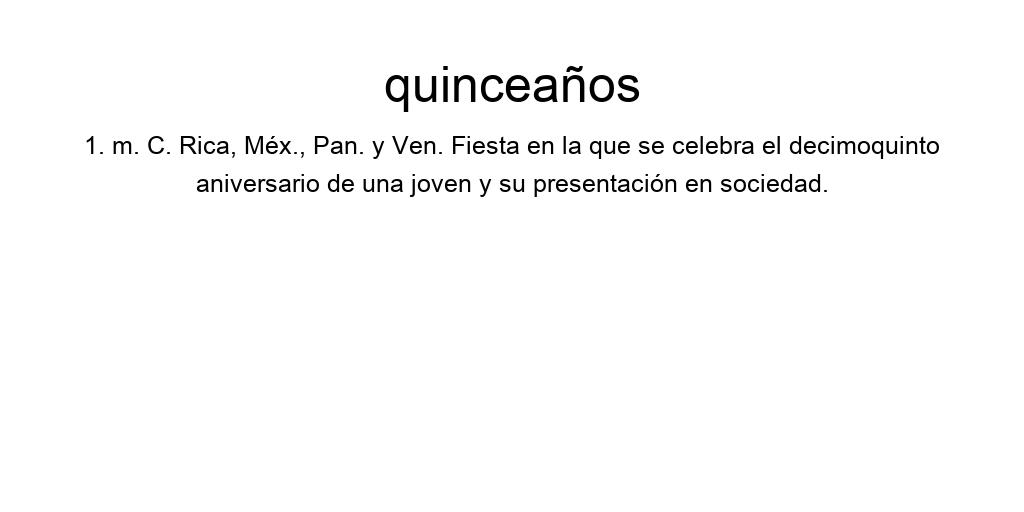 quinceaños
1. m. C. Rica, Méx., Pan. y Ven. Fiesta en la que se celebra el decimoquinto
aniversario de una joven y su presentación en sociedad.